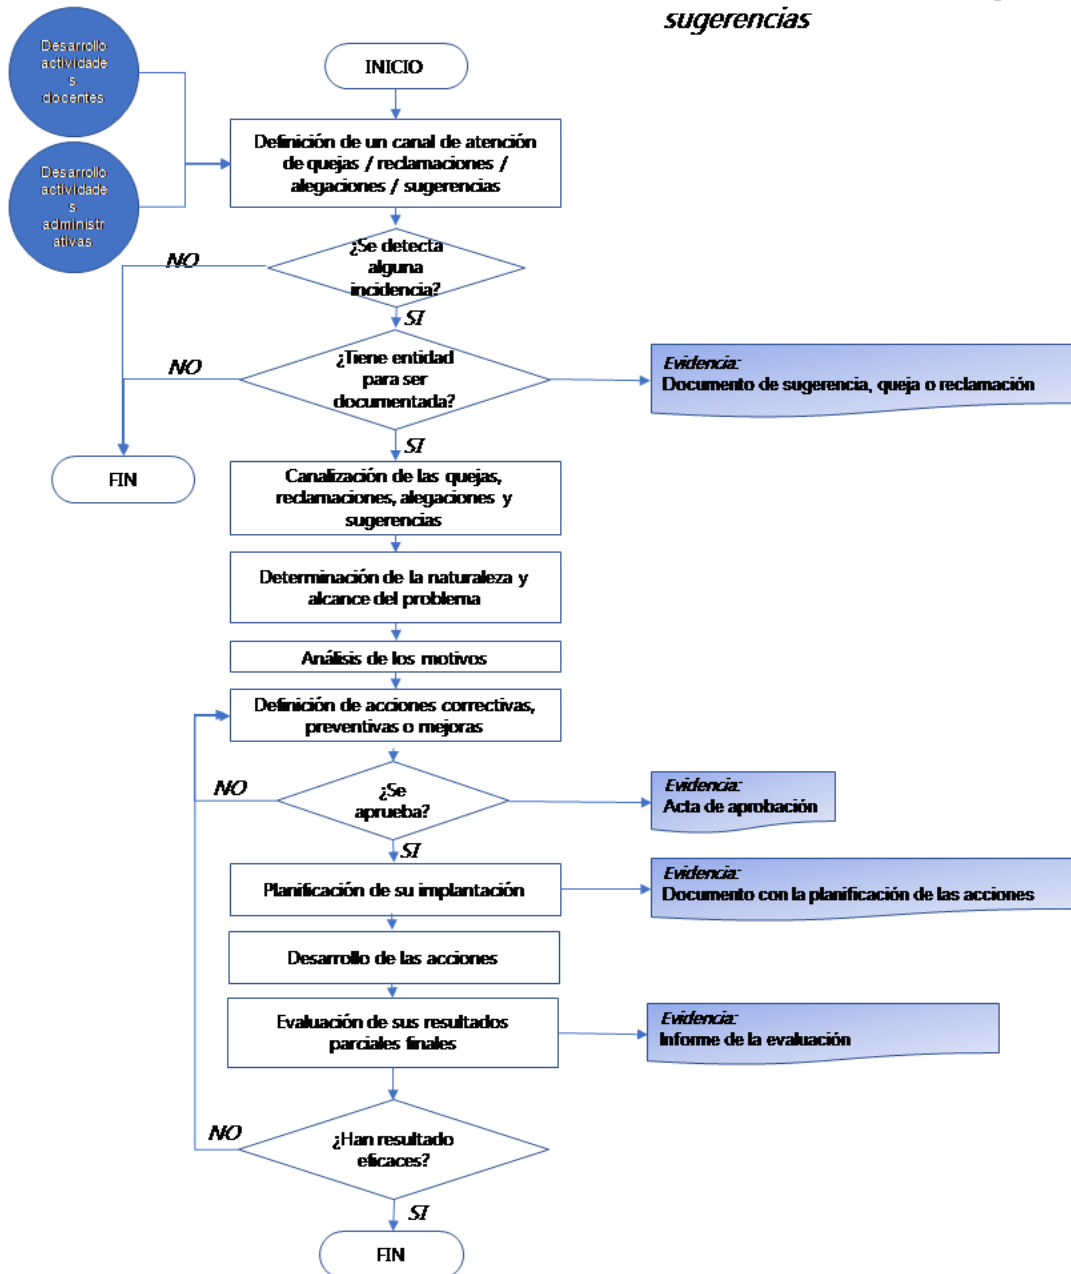 sugerencias
Desarrollo
actividade
s
docentes
INICIO
Definición de un canal de atención
de quejas / reclamaciones /
alegaciones / sugerencias
Desarrollo
actividade
s
administr
ativas
¿Se detecta
alguna
incidencia?
NO
SI
¿Tiene entidad
para ser
documentada?
NO
Evidencia:
Documento de sugerencia, queja o reclamación
SI
FIN
Canalización de las quejas,
reclamaciones, alegaciones y
sugerencias
Determinación de la naturaleza y
alcance del problema
Análisis de los motivos
Definición de acciones correctivas,
preventivas o mejoras
NO
¿Se
aprueba?
Evidencia:
Acta de aprobación
SI
Planificación de su implantación
Evidencia:
Documento con la planificación de las acciones
Desarrollo de las acciones
Evaluación de sus resultados
parciales finales
Evidencia:
Informe de la evaluación
NO
¿Han resultado
eficaces?
SI
FIN